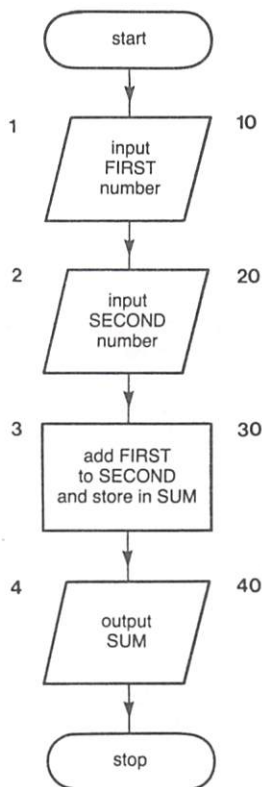 start
1
10
input
FIRST
number
2
20
input
SECOND
number
3
30
add FIRST
to SECOND
and store in SUM
4
40
output
SUM
stop